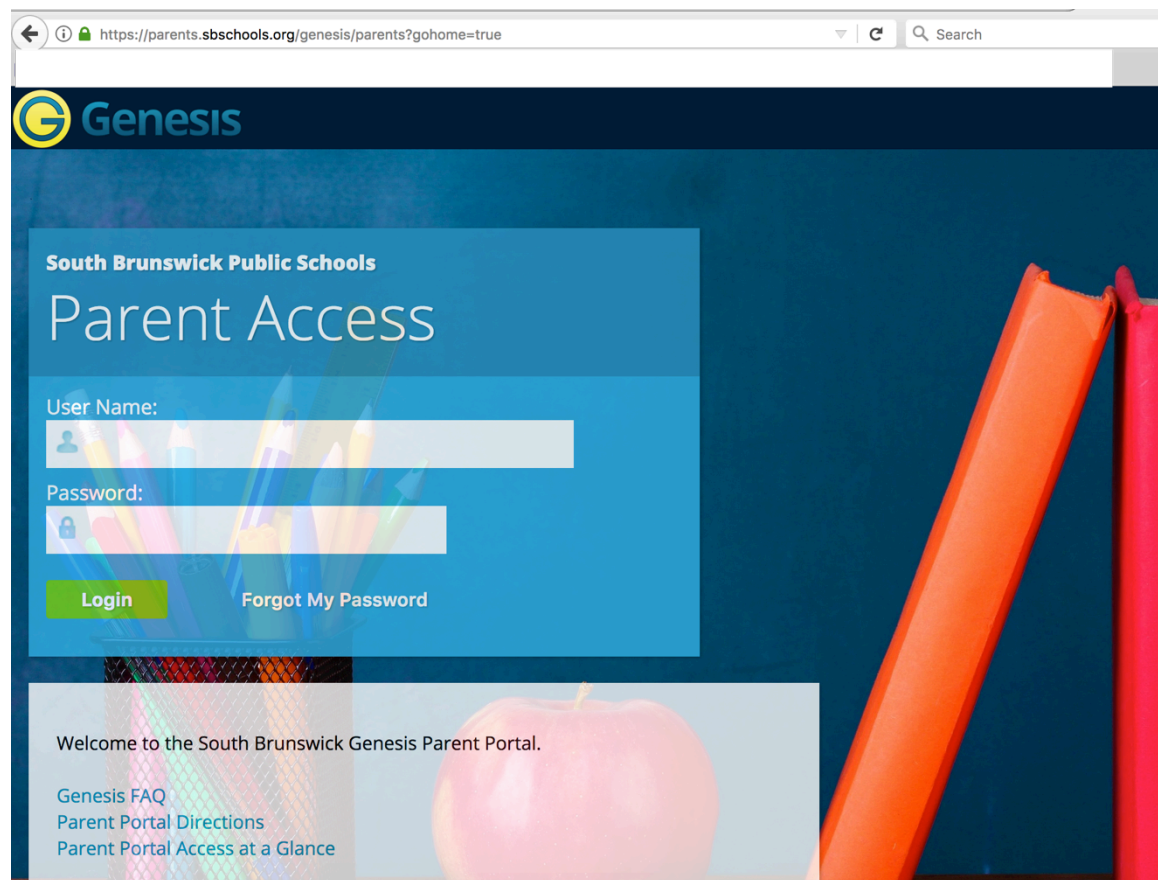 https://parents.sbschools.org/genesis/parents?gohome=true
Search
Genesis
South Brunswick Public Schools
Parent Access
User Name:
Password:
Login Forgot My Password
Welcome to the South Brunswick Genesis Parent Portal.
Genesis FAQ
Parent Portal Directions
Parent Portal Access at a Glance